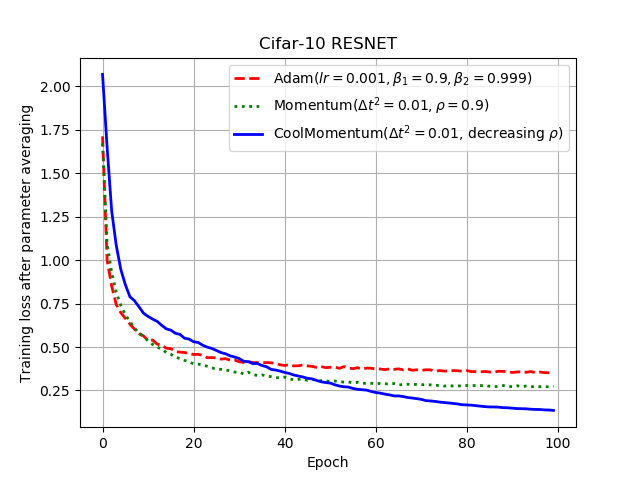 Cifar-10 RESNET
Adam(lr = 0.001, β₁ = 0.9, β₂ = 0.999)
Momentum(Δt² = 0.01, ρ = 0.9)
CoolMomentum(Δt² = 0.01, decreasing ρ)
Training loss after parameter averaging
2.00
1.75
1.50
1.25
1.00
0.75
0.50
0.25
0 20 40 60 80 100
Epoch